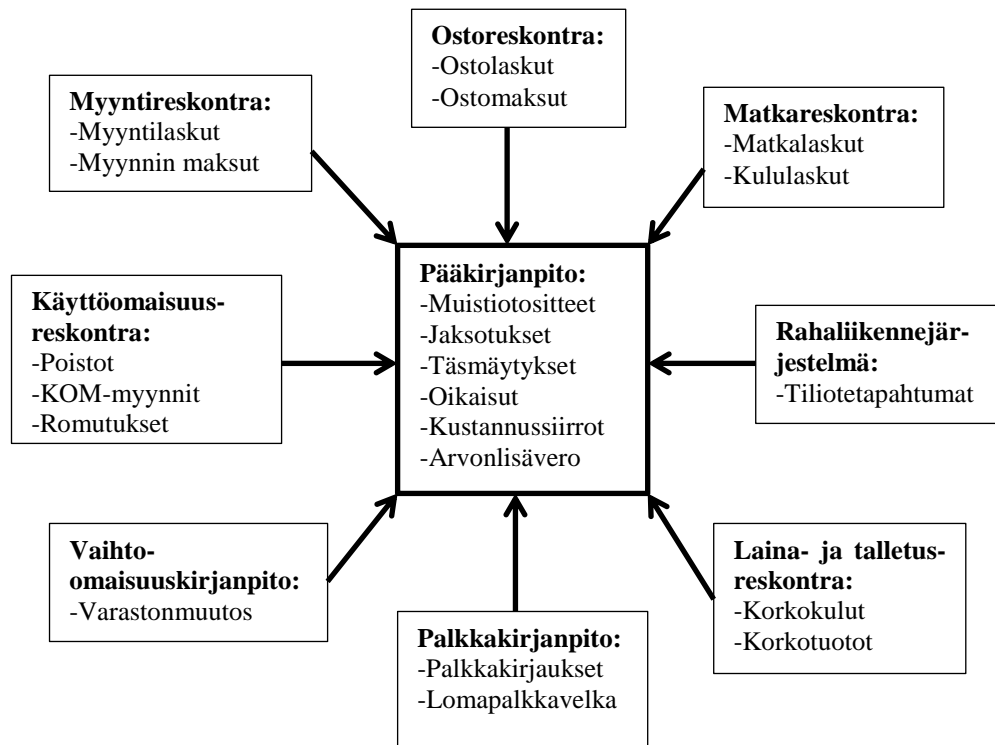 Ostoreskontra:
-Ostolaskut
-Ostomaksut
Myyntireskontra:
-Myyntilaskut
-Myynnin maksut
Matkareskontra:
-Matkalaskut
-Kululaskut
Käyttöomaisuus-
reskontra:
-Poistot
-KOM-myynnit
-Romutukset
Pääkirjanpito:
-Muistiotositteet
-Jaksotukset
-Täsmäytykset
-Oikaisut
-Kustannussiirrot
-Arvonlisävero
Rahaliikennejär-
jestelmä:
-Tiliotetapahtumat
Vaihto-
omaisuuskirjanpito:
-Varastonmuutos
Palkkakirjanpito:
-Palkkakirjaukset
-Lomapalkkavelka
Laina- ja talletus-
reskontra:
-Korkokulut
-Korkotuotot